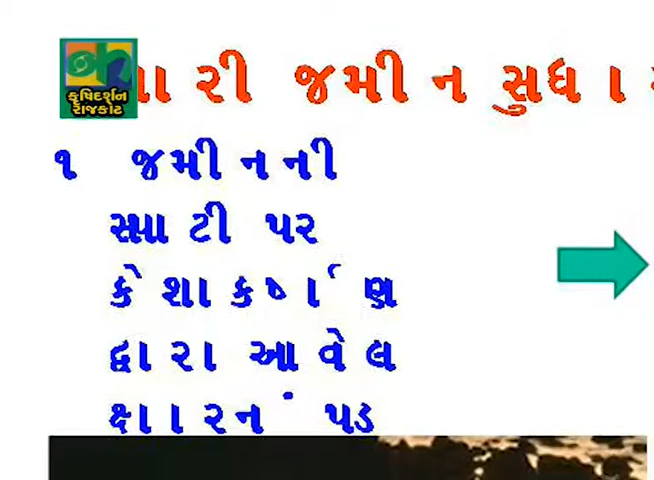 કૃષિદર્શન
રાજકોટ
ારી જમીન સુધા
૧ જમીનની
સપાટી પર
કેશાકર્ષણ
દ્વારા આવેલ
ક્ષારનં પડ